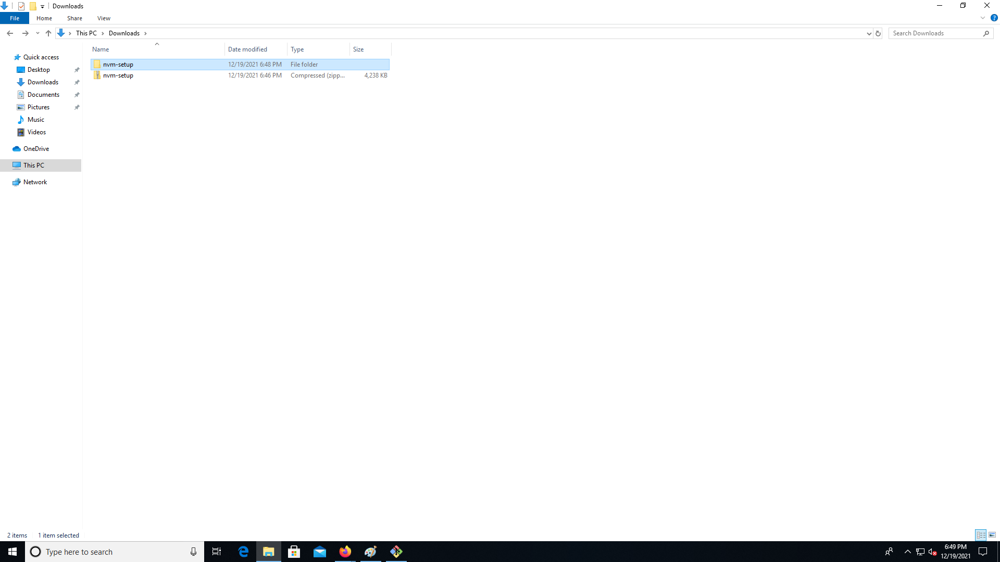 Downloads
File Home Share View
This PC Downloads Search Downloads
Name Date modified Type Size
Quick access
Desktop
Downloads
Documents
Pictures
Music
Videos
OneDrive
This PC
Network
nvm-setup 12/19/2021 6:48 PM File folder
nvm-setup 12/19/2021 6:46 PM Compressed (zipp... 4,238 KB
2 items 1 item selected
Type here to search
6:49 PM
12/19/2021